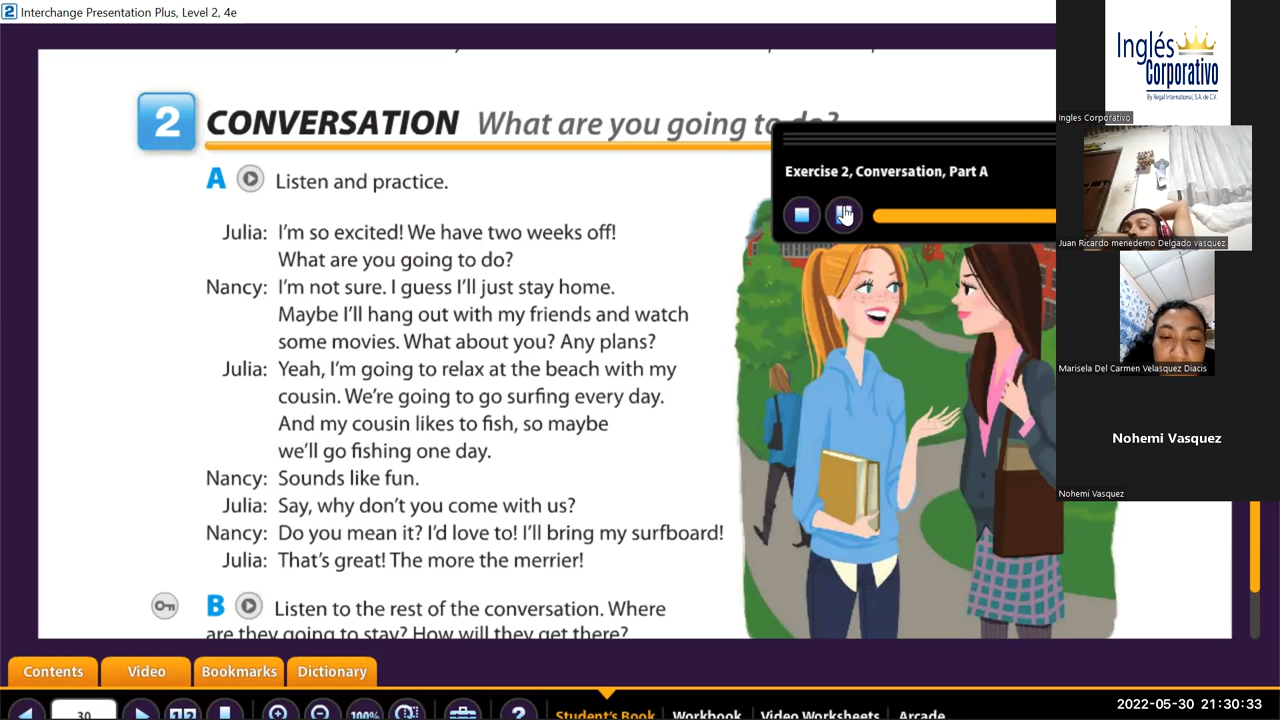 Interchange Presentation Plus, Level 2, 4e
2 CONVERSATION What are you going to do?
A Listen and practice.
Julia: I'm so excited! We have two weeks off!
What are you going to do?
Nancy: I'm not sure. I guess I'll just stay home.
Maybe I'll hang out with my friends and watch
some movies. What about you? Any plans?
Julia: Yeah, I'm going to relax at the beach with my
cousin. We're going to go surfing every day.
And my cousin likes to fish, so maybe
we'll go fishing one day.
Nancy: Sounds like fun.
Julia: Say, why don't you come with us?
Nancy: Do you mean it? I'd love to! I'll bring my surfboard!
Julia: That's great! The more the merrier!
B Listen to the rest of the conversation. Where
are they going to stay? How will they get there?
Exercise 2, Conversation, Part A
Inglés
Corporativo
By Regal International, S.A. de C.V.
Ingles Corporativo
Juan Ricardo menedemo Delgado vasquez
Marisela Del Carmen Velasquez Diacis
Nohemi Vasquez
Nohemi Vasquez
Contents Video Bookmarks Dictionary
30 100% ? Student's Book Workbook Video Worksheets Arcade
2022-05-30 21:30:33